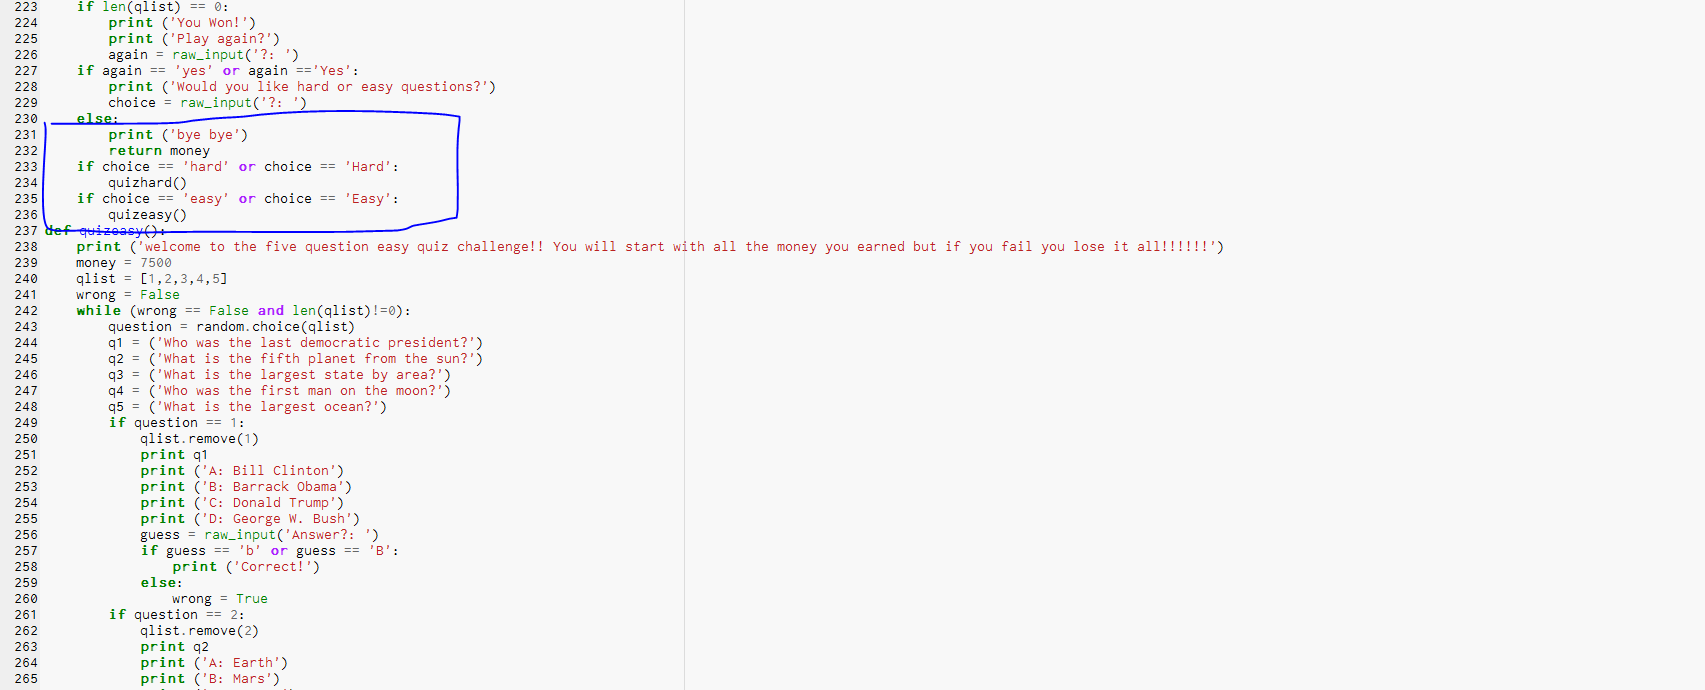 223 if len(qlist) == 0:
224 print ('You Won!')
225 print ('Play again?')
226 again = raw_input('?: ')
227 if again == 'yes' or again =='Yes':
228 print ('Would you like hard or easy questions?')
229 choice = raw_input('?: ')
230 else:
231 print ('bye bye')
232 return money
233 if choice == 'hard' or choice == 'Hard':
234 quizhard()
235 if choice == 'easy' or choice == 'Easy':
236 quizeasy()
237 def quizeasy():
238 print ('welcome to the five question easy quiz challenge!! You will start with all the money you earned but if you fail you lose it all!!!!!!')
239 money = 7500
240 qlist = [1,2,3,4,5]
241 wrong = False
242 while (wrong == False and len(qlist)!=0):
243 question = random.choice(qlist)
244 q1 = ('Who was the last democratic president?')
245 q2 = ('What is the fifth planet from the sun?')
246 q3 = ('What is the largest state by area?')
247 q4 = ('Who was the first man on the moon?')
248 q5 = ('What is the largest ocean?')
249 if question == 1:
250 qlist.remove(1)
251 print q1
252 print ('A: Bill Clinton')
253 print ('B: Barrack Obama')
254 print ('C: Donald Trump')
255 print ('D: George W. Bush')
256 guess = raw_input('Answer?: ')
257 if guess == 'b' or guess == 'B':
258 print ('Correct!')
259 else:
260 wrong = True
261 if question == 2:
262 qlist.remove(2)
263 print q2
264 print ('A: Earth')
265 print ('B: Mars')